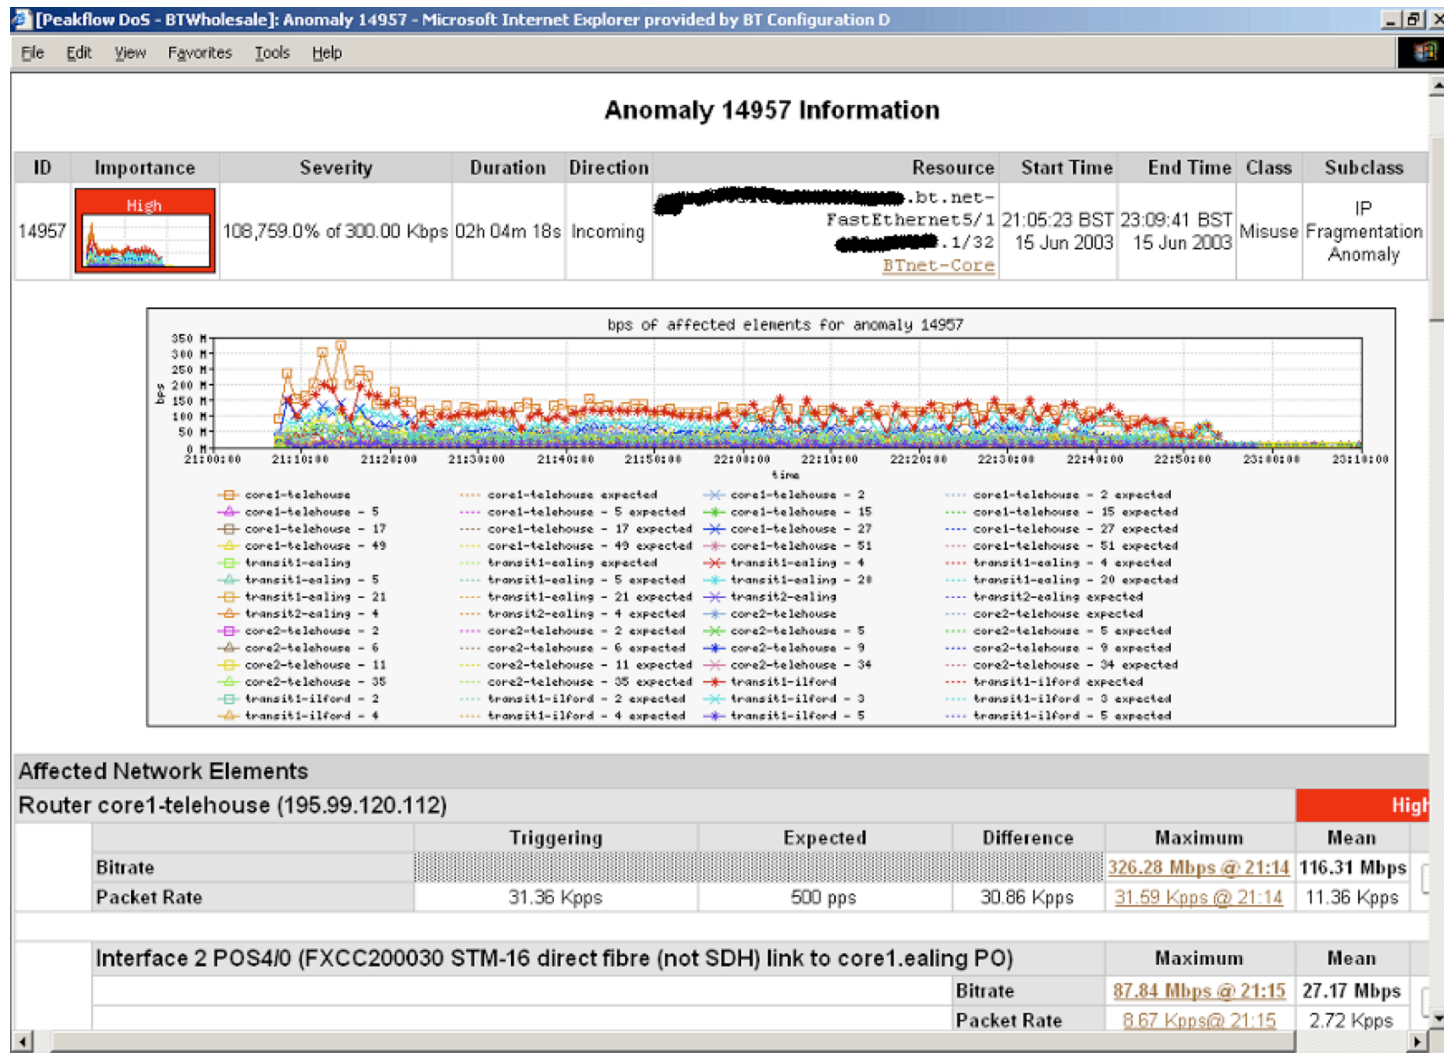 [Peakflow DoS - BTWholesale]: Anomaly 14957 - Microsoft Internet Explorer provided by BT Configuration D
File Edit View Favorites Tools Help
Anomaly 14957 Information
ID Importance Severity Duration Direction Resource Start Time End Time Class Subclass
14957 High 108,759.0% of 300.00 Kbps 02h 04m 18s Incoming .bt.net-FastEthernet5/1 .1/32 BTnet-Core 21:05:23 BST 15 Jun 2003 23:09:41 BST 15 Jun 2003 Misuse IP Fragmentation Anomaly
bps of affected elements for anomaly 14957
350 M
300 M
250 M
200 M
150 M
100 M
50 M
0 M
bps
21:00:00 21:10:00 21:20:00 21:30:00 21:40:00 21:50:00 22:00:00 22:10:00 22:20:00 22:30:00 22:40:00 22:50:00 23:00:00 23:10:00
time
core1-telehouse core1-telehouse expected core1-telehouse - 2 core1-telehouse - 2 expected
core1-telehouse - 5 core1-telehouse - 5 expected core1-telehouse - 15 core1-telehouse - 15 expected
core1-telehouse - 17 core1-telehouse - 17 expected core1-telehouse - 27 core1-telehouse - 27 expected
core1-telehouse - 49 core1-telehouse - 49 expected core1-telehouse - 51 core1-telehouse - 51 expected
transit1-ealing transit1-ealing expected transit1-ealing - 4 transit1-ealing - 4 expected
transit1-ealing - 5 transit1-ealing - 5 expected transit1-ealing - 20 transit1-ealing - 20 expected
transit1-ealing - 21 transit1-ealing - 21 expected transit2-ealing transit2-ealing expected
transit2-ealing - 4 transit2-ealing - 4 expected core2-telehouse core2-telehouse expected
core2-telehouse - 2 core2-telehouse - 2 expected core2-telehouse - 5 core2-telehouse - 5 expected
core2-telehouse - 6 core2-telehouse - 6 expected core2-telehouse - 9 core2-telehouse - 9 expected
core2-telehouse - 11 core2-telehouse - 11 expected core2-telehouse - 34 core2-telehouse - 34 expected
core2-telehouse - 35 core2-telehouse - 35 expected transit1-ilford transit1-ilford expected
transit1-ilford - 2 transit1-ilford - 2 expected transit1-ilford - 3 transit1-ilford - 3 expected
transit1-ilford - 4 transit1-ilford - 4 expected transit1-ilford - 5 transit1-ilford - 5 expected
Affected Network Elements
Router core1-telehouse (195.99.120.112) High
Triggering Expected Difference Maximum Mean
Bitrate 326.28 Mbps @ 21:14 116.31 Mbps
Packet Rate 31.36 Kpps 500 pps 30.86 Kpps 31.59 Kpps @ 21:14 11.36 Kpps
Interface 2 POS4/0 (FXCC200030 STM-16 direct fibre (not SDH) link to core1.ealing PO) Maximum Mean
Bitrate 87.84 Mbps @ 21:15 27.17 Mbps
Packet Rate 8.67 Kpps@ 21:15 2.72 Kpps